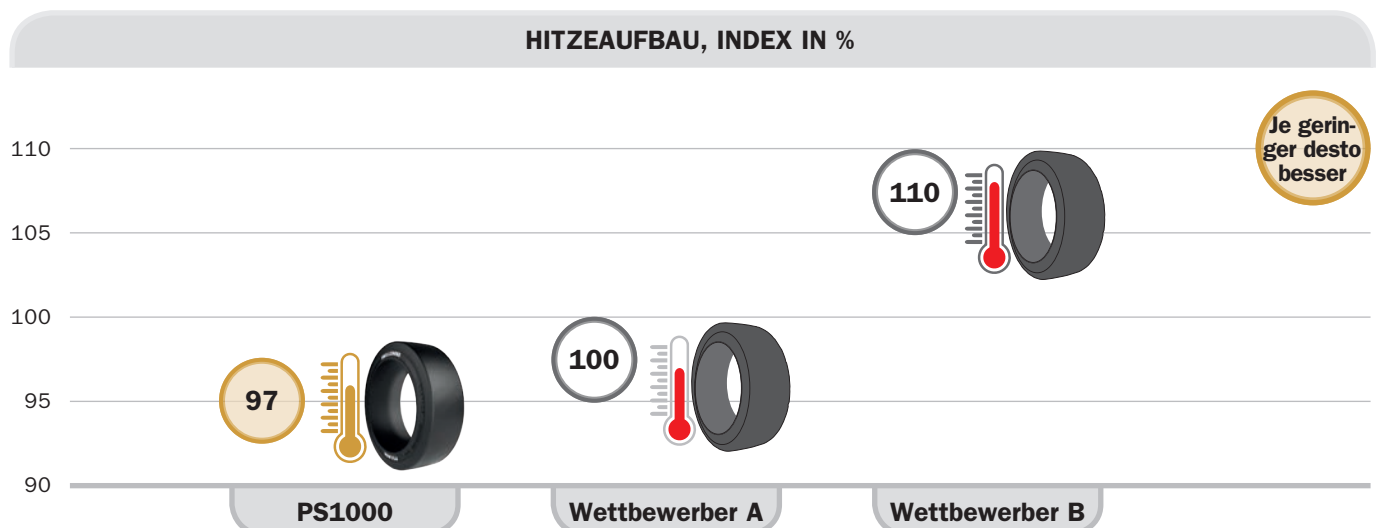 HITZEAUFBAU, INDEX IN %
Je gerin-
ger desto
besser
110
105
100
95
90
110
100
97
PS1000
Wettbewerber A
Wettbewerber B